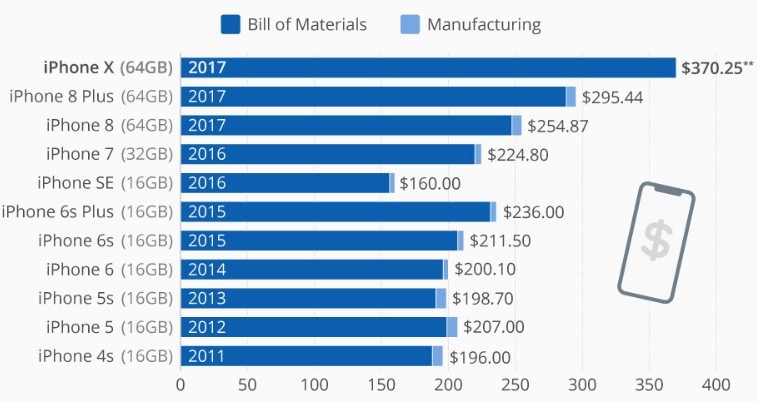 Bill of Materials Manufacturing
iPhone X (64GB) 2017 $370.25**
iPhone 8 Plus (64GB) 2017 $295.44
iPhone 8 (64GB) 2017 $254.87
iPhone 7 (32GB) 2016 $224.80
iPhone SE (16GB) 2016 $160.00
iPhone 6s Plus (16GB) 2015 $236.00
iPhone 6s (16GB) 2015 $211.50
iPhone 6 (16GB) 2014 $200.10
iPhone 5s (16GB) 2013 $198.70
iPhone 5 (16GB) 2012 $207.00
iPhone 4s (16GB) 2011 $196.00
0 50 100 150 200 250 300 350 400
$